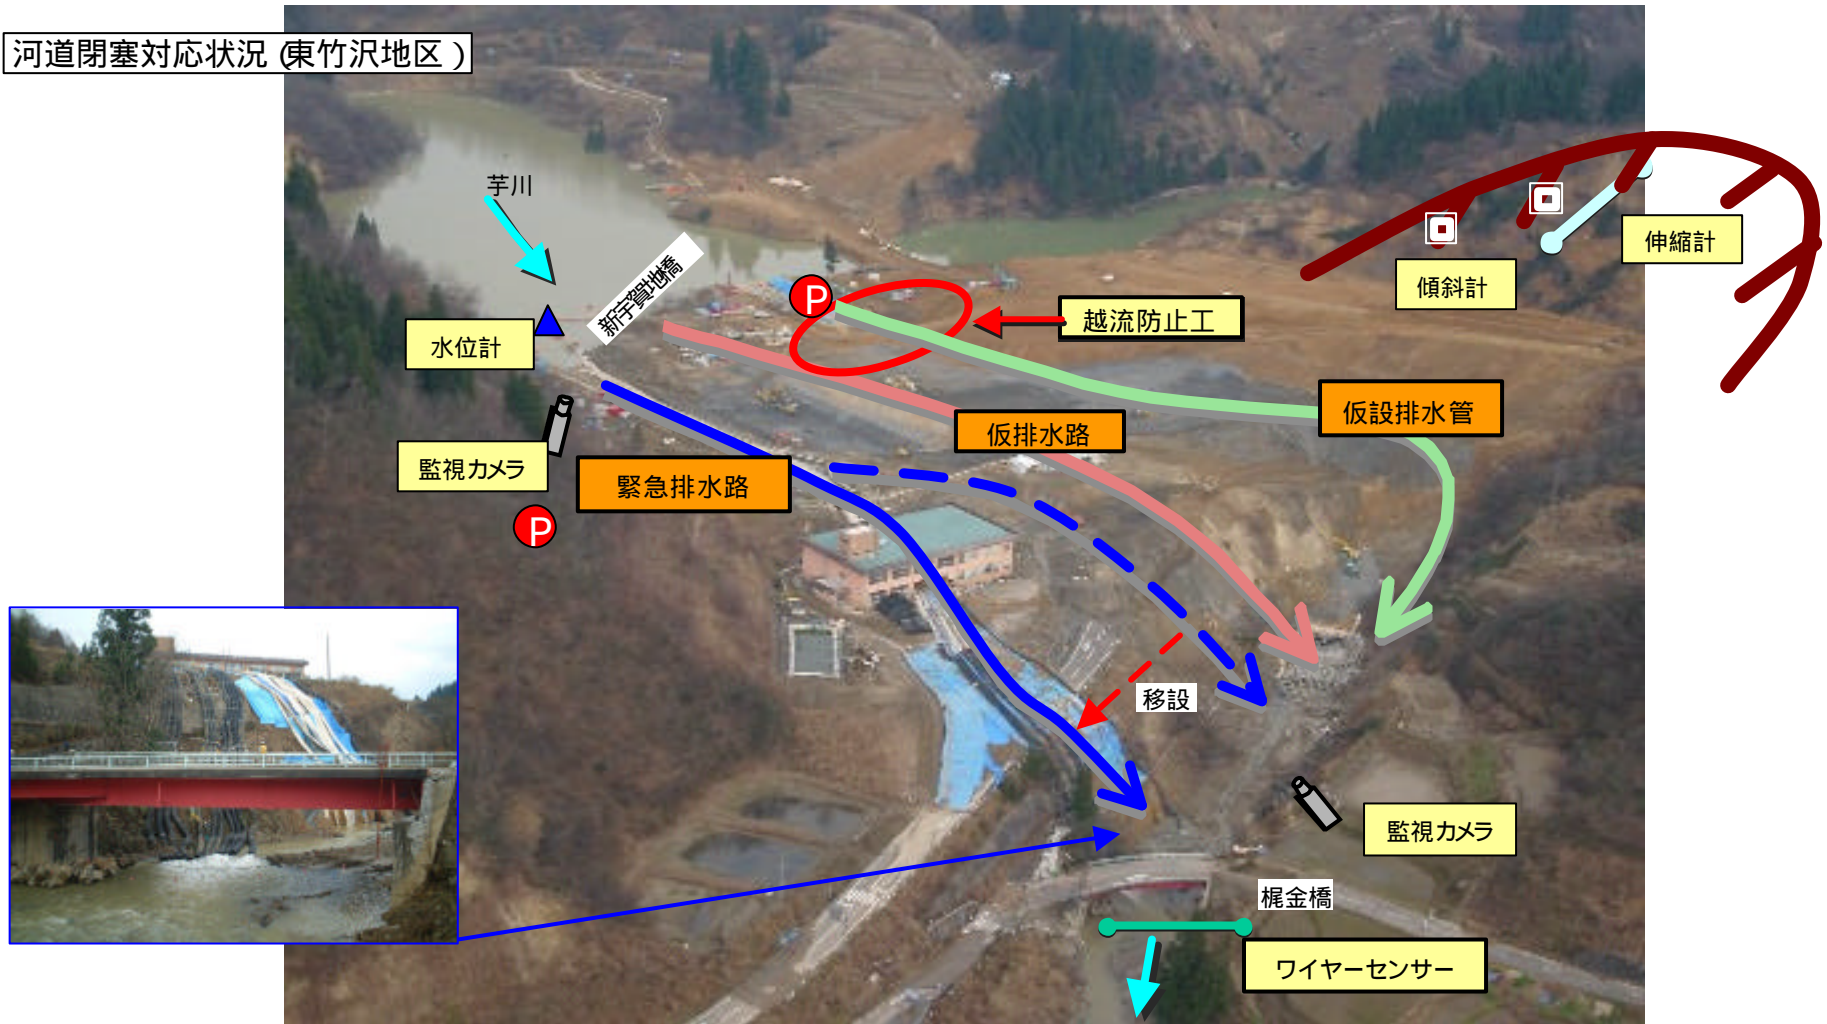 河道閉塞対応状況(東竹沢地区)
芋川
新宇賀地橋
水位計
監視カメラ
P
P
越流防止工
傾斜計
伸縮計
仮設排水管
仮排水路
緊急排水路
移設
監視カメラ
梶金橋
ワイヤーセンサー